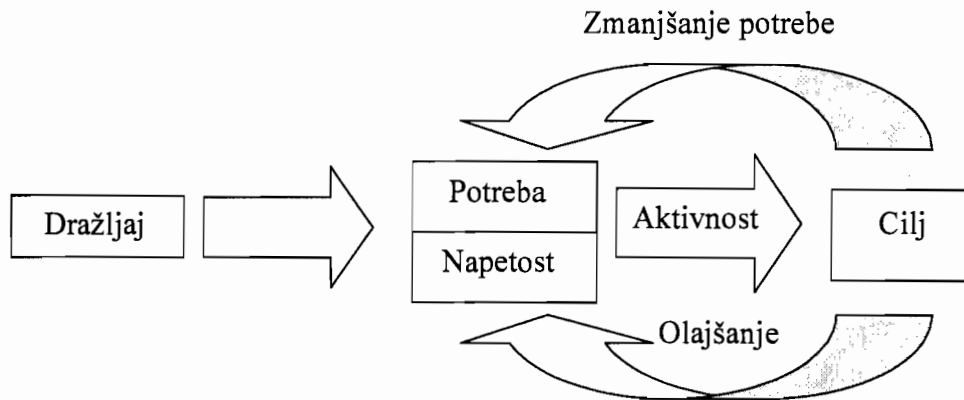 Zmanjšanje potrebe
Dražljaj
Potreba
Napetost
Aktivnost
Cilj
Olajšanje